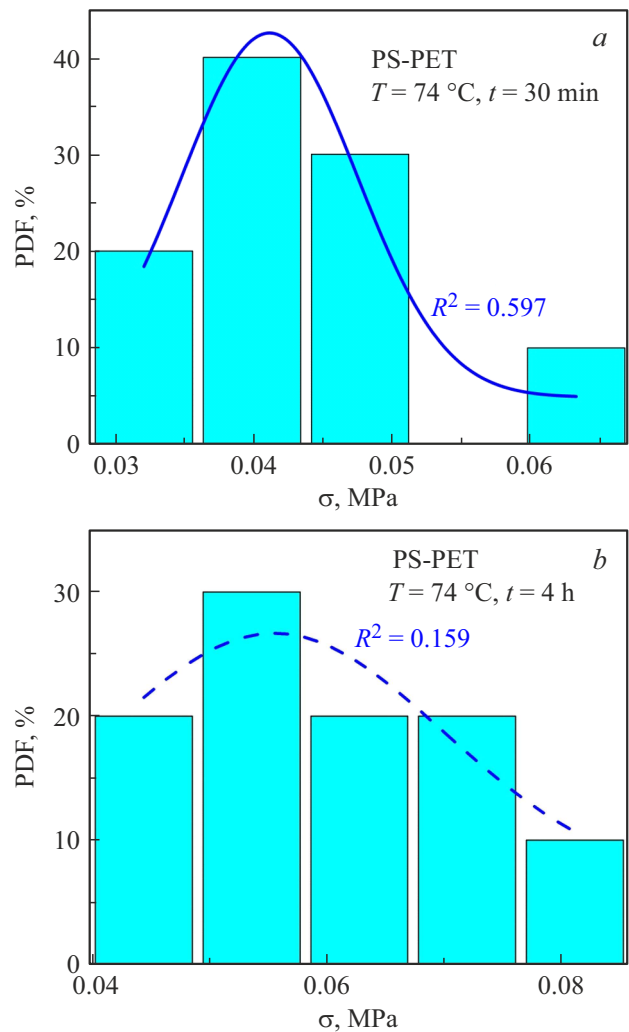 a
PS-PET
T = 74 °C, t = 30 min
40
30
20
10
0
PDF, %
R² = 0.597
0.03 0.04 0.05 0.06
σ, MPa
b
PS-PET
T = 74 °C, t = 4 h
R² = 0.159
30
20
10
0
PDF, %
0.04 0.06 0.08
σ, MPa